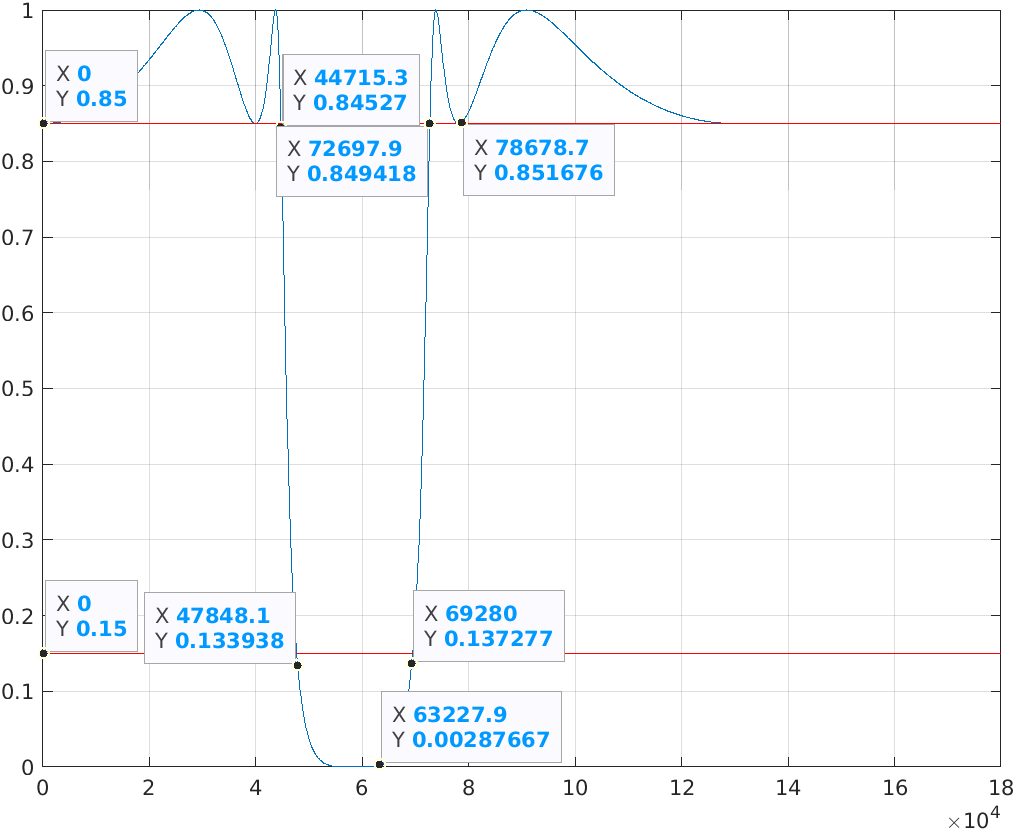 1
0.9
0.8
0.7
0.6
0.5
0.4
0.3
0.2
0.1
0
X 0
Y 0.85
X 44715.3
Y 0.84527
X 72697.9
Y 0.849418
X 78678.7
Y 0.851676
X 0
Y 0.15
X 47848.1
Y 0.133938
X 69280
Y 0.137277
X 63227.9
Y 0.00287667
0 2 4 6 8 10 12 14 16 18
×10⁴